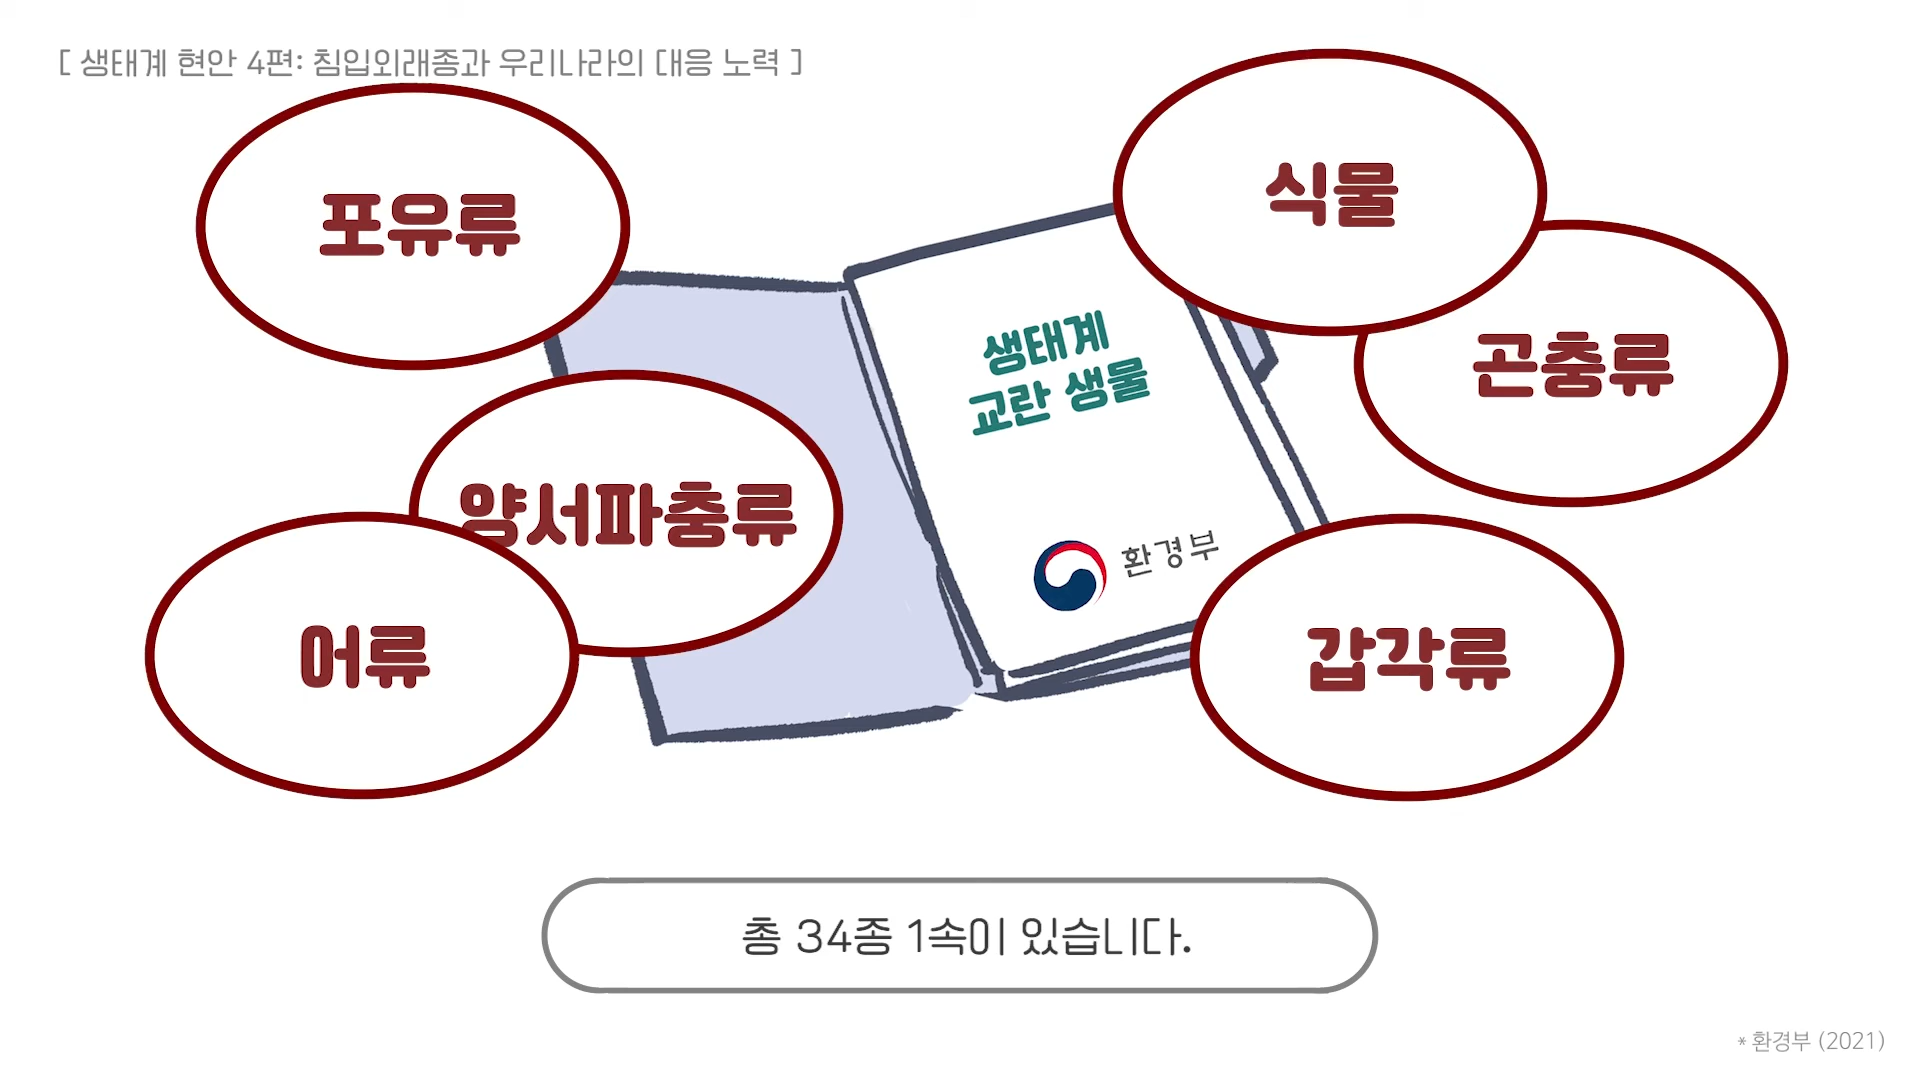 [ 생태계 현안 4편: 침입외래종과 우리나라의 대응 노력 ]
포유류
식물
곤충류
생태계
교란 생물
양서파충류
환경부
어류
갑각류
총 34종 1속이 있습니다.
* 환경부 (2021)